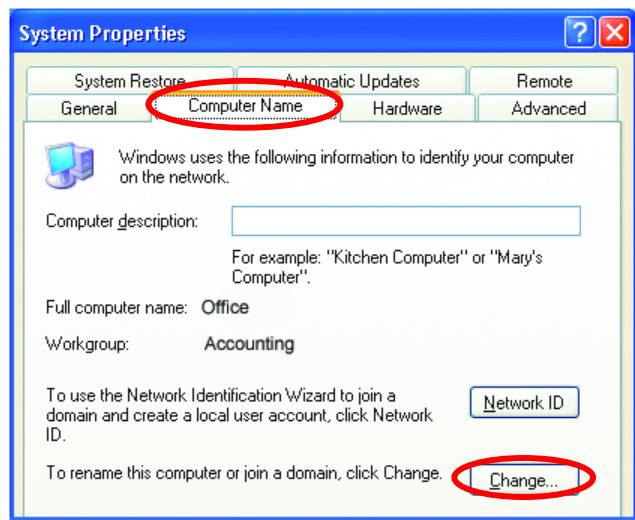 System Properties
System Restore Automatic Updates Remote
General Computer Name Hardware Advanced
Windows uses the following information to identify your computer
on the network.
Computer description:
For example: "Kitchen Computer" or "Mary's
Computer".
Full computer name: Office
Workgroup: Accounting
To use the Network Identification Wizard to join a
domain and create a local user account, click Network
ID.
Network ID
To rename this computer or join a domain, click Change.
Change...